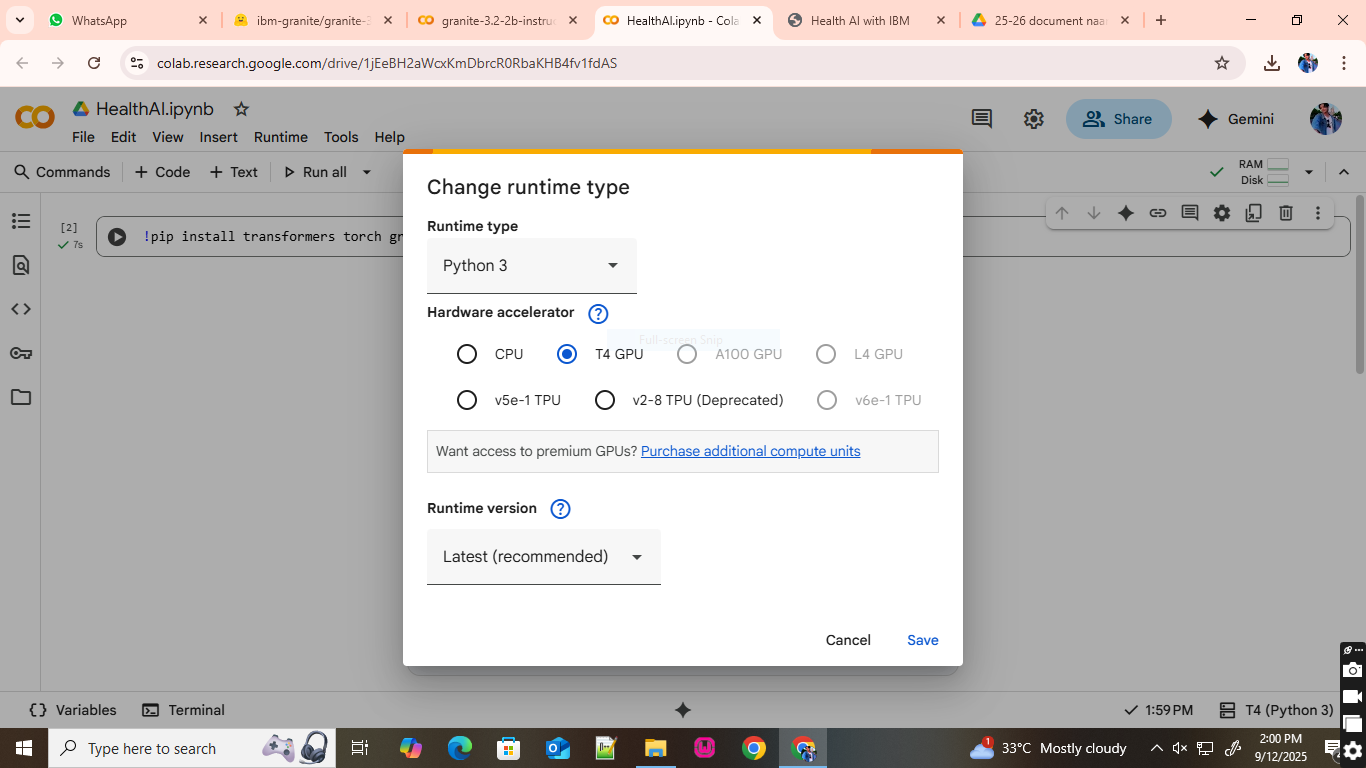 WhatsApp
ibm-granite/granite-3
granite-3.2-2b-instruc
HealthAI.ipynb - Cola
Health AI with IBM
25-26 document naa
colab.research.google.com/drive/1jEeBH2aWcxKmDbrcR0RbaKHB4fv1fdAS
HealthAI.ipynb
File Edit View Insert Runtime Tools Help
Share
Gemini
Commands + Code + Text Run all
RAM
Disk
[2]
7s
!pip install transformers torch gr
Change runtime type
Runtime type
Python 3
Hardware accelerator
Full-screen Snip
CPU T4 GPU A100 GPU L4 GPU
v5e-1 TPU v2-8 TPU (Deprecated) v6e-1 TPU
Want access to premium GPUs? Purchase additional compute units
Runtime version
Latest (recommended)
Cancel Save
Variables Terminal
1:59 PM T4 (Python 3)
Type here to search
1
33°C Mostly cloudy
2:00 PM
9/12/2025